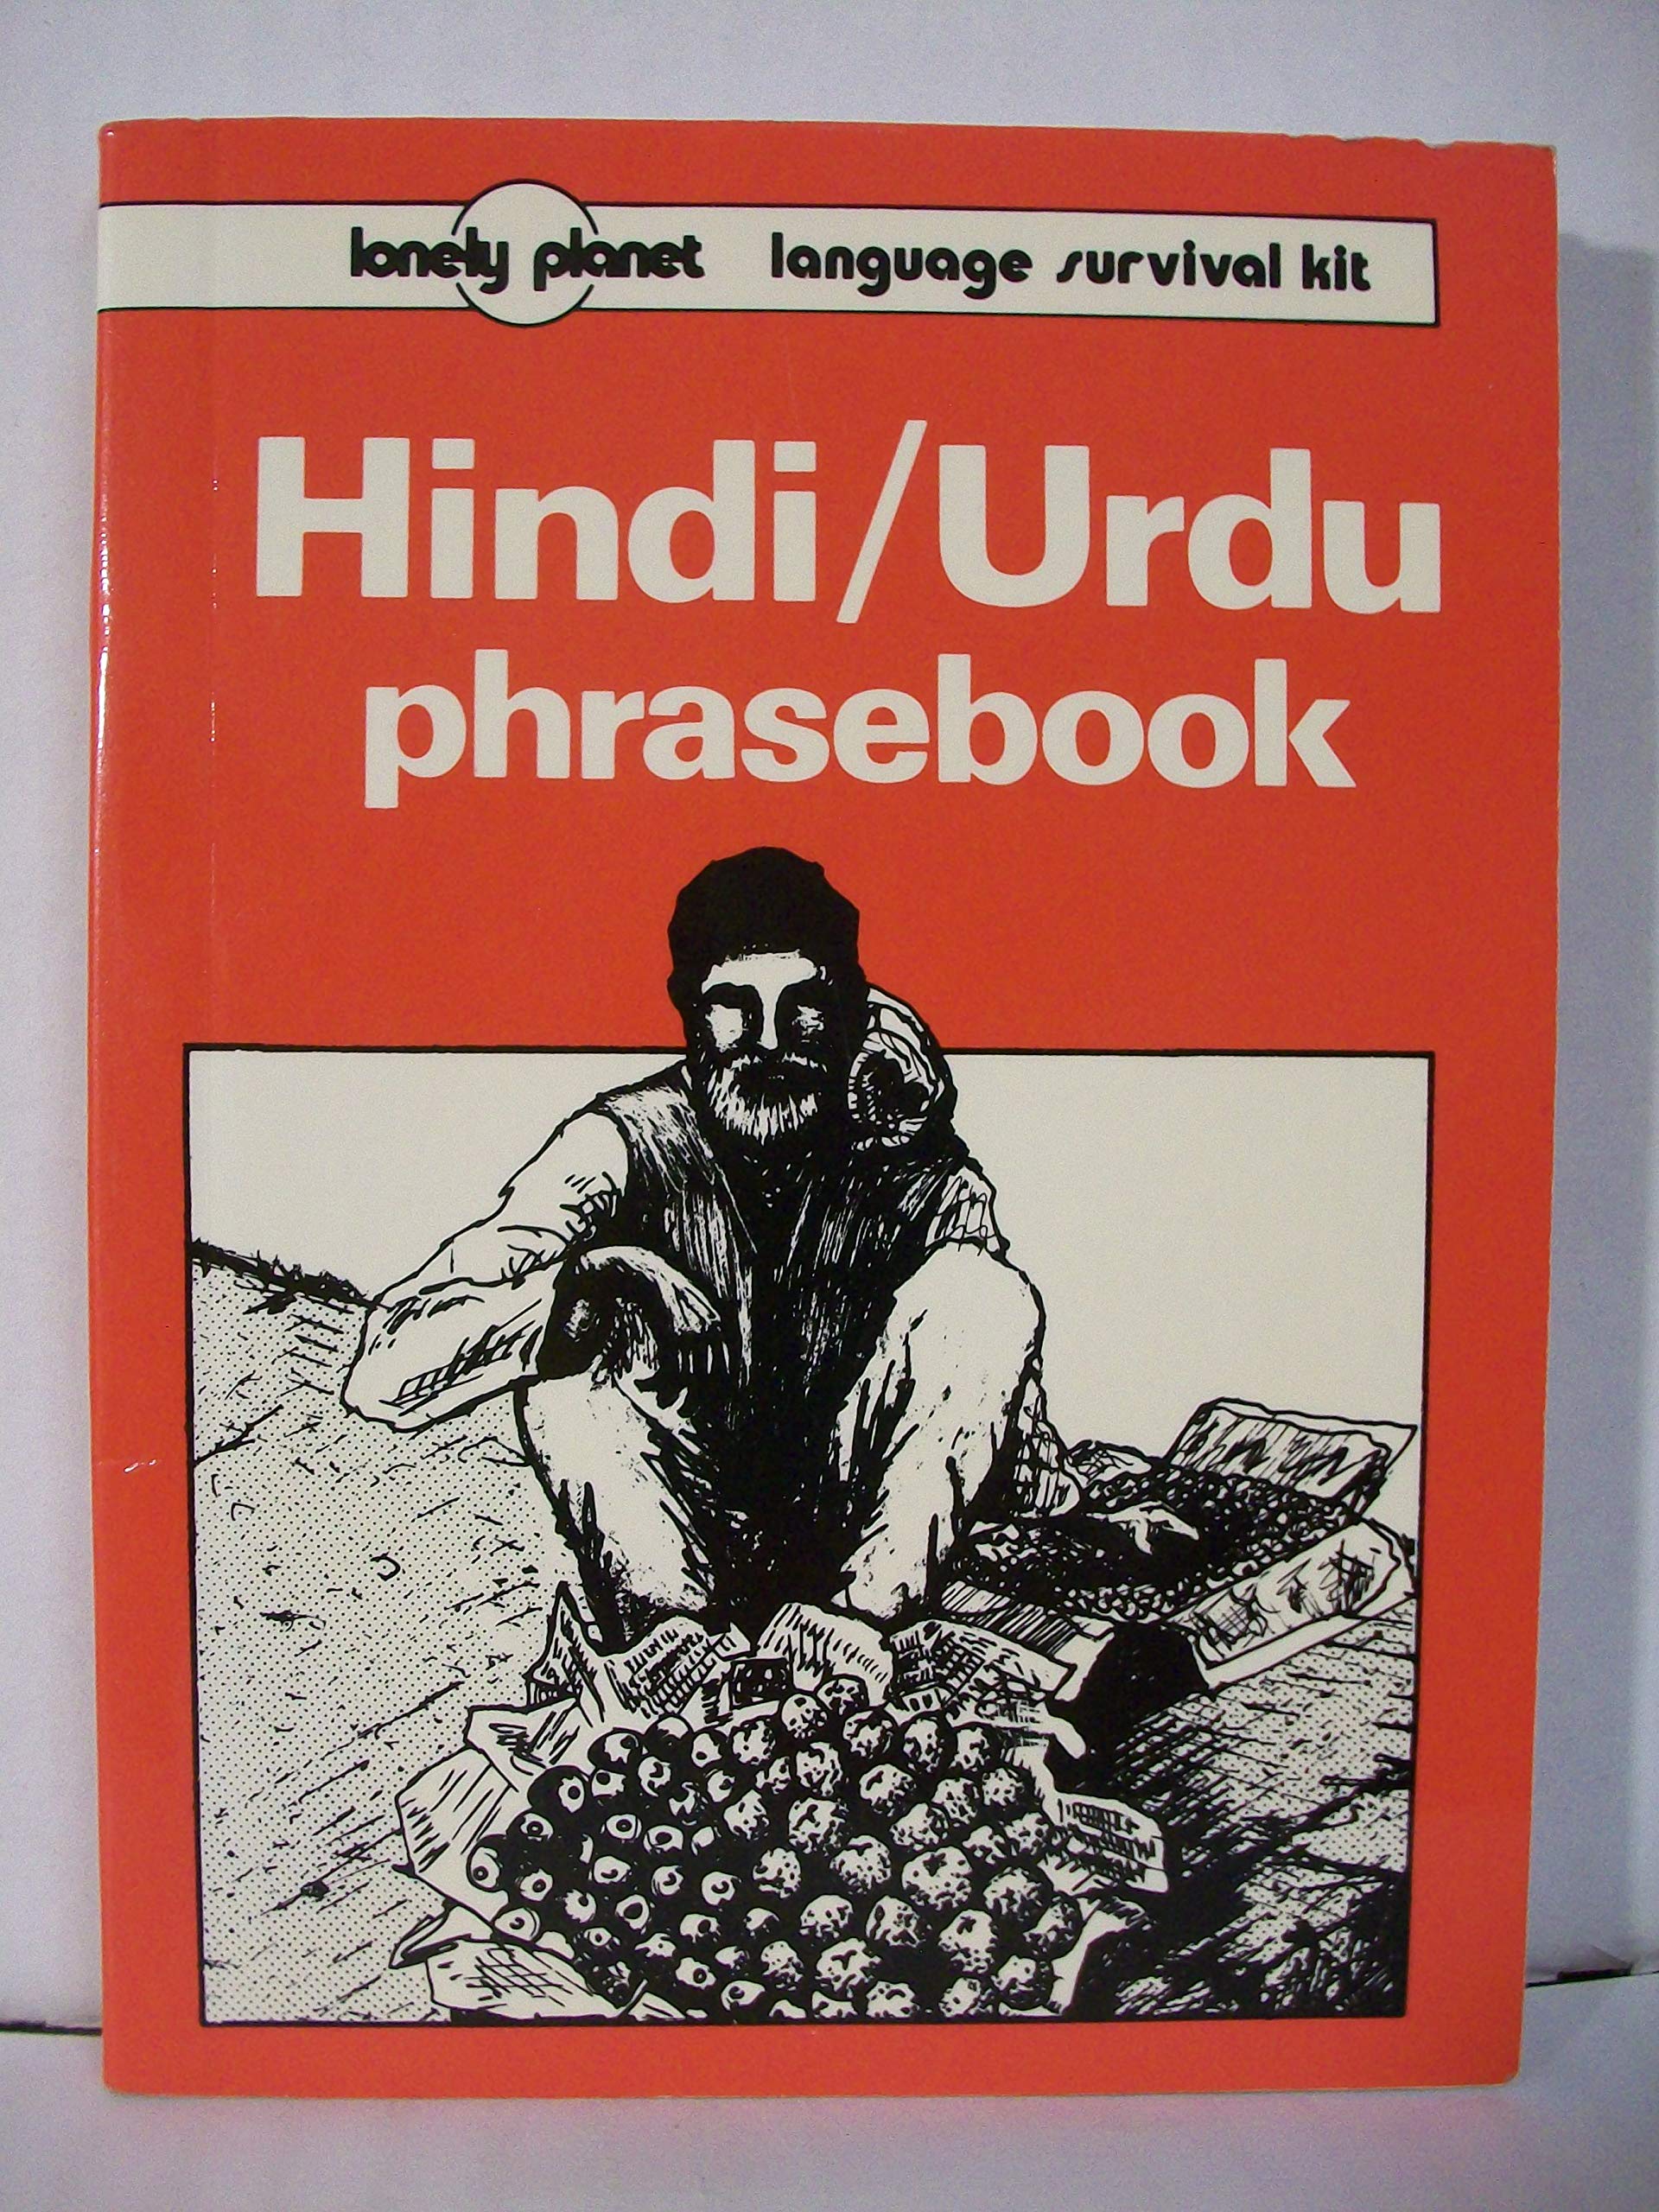 lonely planet language survival kit
Hindi/Urdu
phrasebook